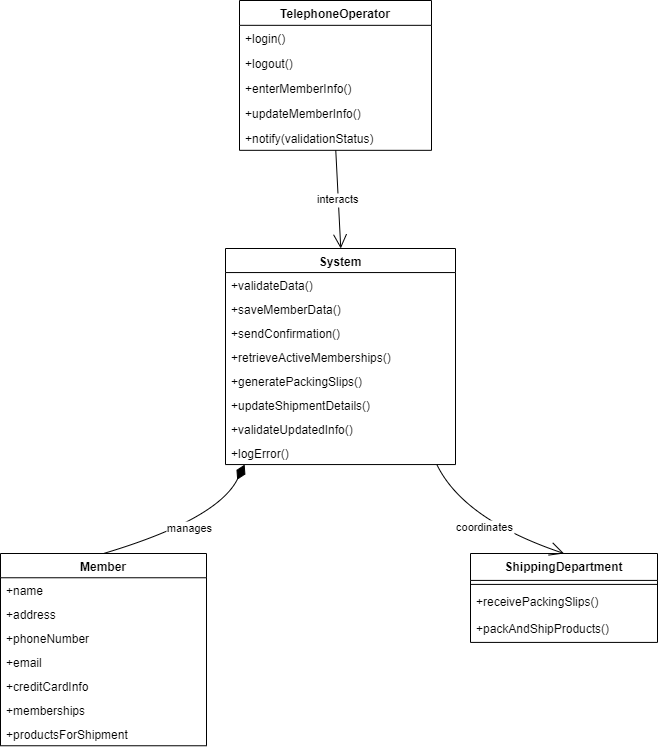 TelephoneOperator
+login()
+logout()
+enterMemberInfo()
+updateMemberInfo()
+notify(validationStatus)
interacts
System
+validateData()
+saveMemberData()
+sendConfirmation()
+retrieveActiveMemberships()
+generatePackingSlips()
+updateShipmentDetails()
+validateUpdatedInfo()
+logError()
manages
coordinates
Member
+name
+address
+phoneNumber
+email
+creditCardInfo
+memberships
+productsForShipment
ShippingDepartment
+receivePackingSlips()
+packAndShipProducts()